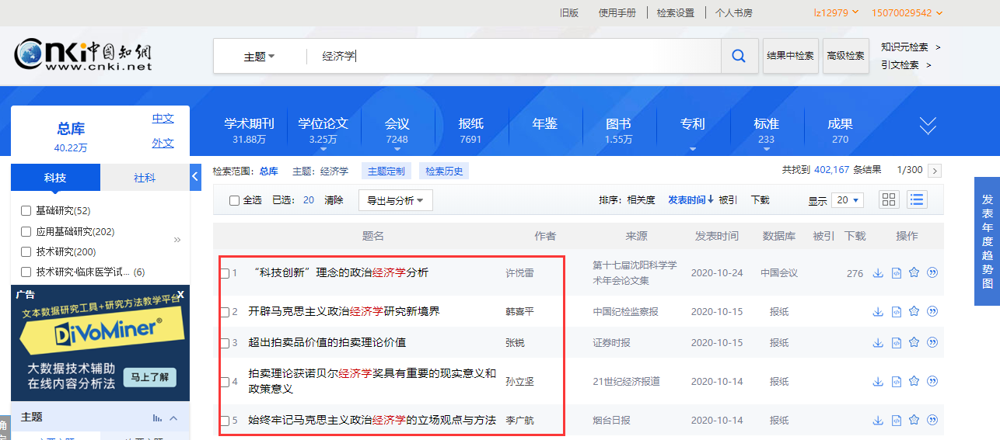 旧版 使用手册 检索设置 个人书房 lz12979 15070029542
Cnki中国知網
www.cnki.net
主题 经济学 结果中检索 高级检索
知识元检索 >
引文检索 >
总库
40.22万
中文
外文
学术期刊 学位论文 会议 报纸 年鉴 图书 专利 标准 成果
31.88万 3.25万 7248 7691 1.55万 233 270
科技 社科
基础研究(52)
应用基础研究(202)
技术研究(200)
技术研究-临床医学试... (6)
»
广告 X
文本数据研究工具+研究方法教学平台
DiVoMiner®
大数据技术辅助
在线内容分析法
马上了解
主题
检索范围：总库 主题：经济学 主题定制 检索历史 共找到 402,167 条结果 1/300 >
全选 已选：20 清除 导出与分析 排序：相关度 发表时间↓ 被引 下载 显示 20
题名 作者 来源 发表时间 数据库 被引 下载 操作
1 “科技创新”理念的政治经济学分析 许悦雷 第十七届沈阳科学学
术年会论文集 2020-10-24 中国会议 276
2 开辟马克思主义政治经济学研究新境界 韩喜平 中国纪检监察报 2020-10-15 报纸
3 超出拍卖品价值的拍卖理论价值 张锐 证券时报 2020-10-15 报纸
4 拍卖理论获诺贝尔经济学奖具有重要的现实意义和
政策意义 孙立坚 21世纪经济报道 2020-10-14 报纸
5 始终牢记马克思主义政治经济学的立场观点与方法 李广航 烟台日报 2020-10-14 报纸
发表年度趋势图